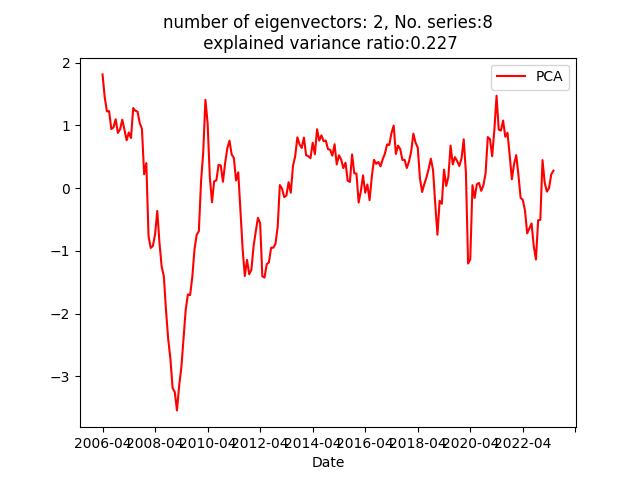 number of eigenvectors: 2, No. series:8
explained variance ratio:0.227
PCA
2
1
0
−1
−2
−3
2006-04 2008-04 2010-04 2012-04 2014-04 2016-04 2018-04 2020-04 2022-04
Date